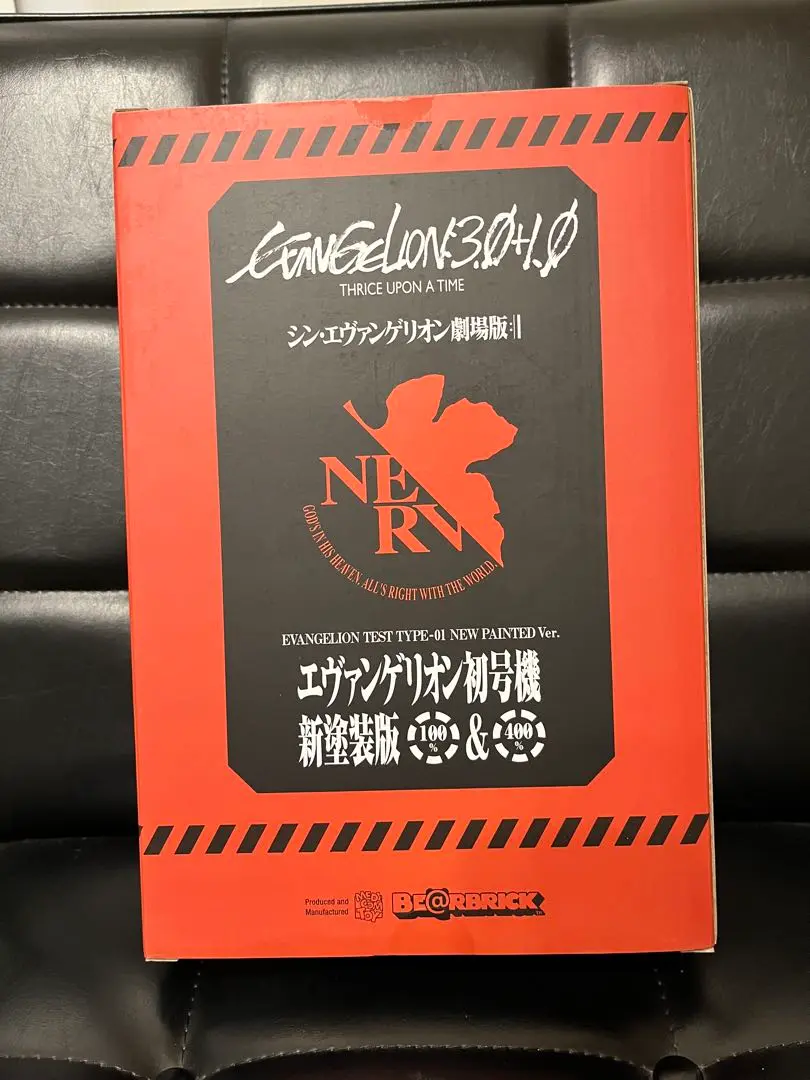 EVANGELION:3.0+1.0
THRICE UPON A TIME
シン・エヴァンゲリオン劇場版:||
NERV
GOD'S IN HIS HEAVEN. ALL'S RIGHT WITH THE WORLD.
EVANGELION TEST TYPE-01 NEW PAINTED Ver.
エヴァンゲリオン初号機
新塗装版 100% & 400%
Produced and
Manufactured
MEDICOM TOY
BE@RBRICK TM